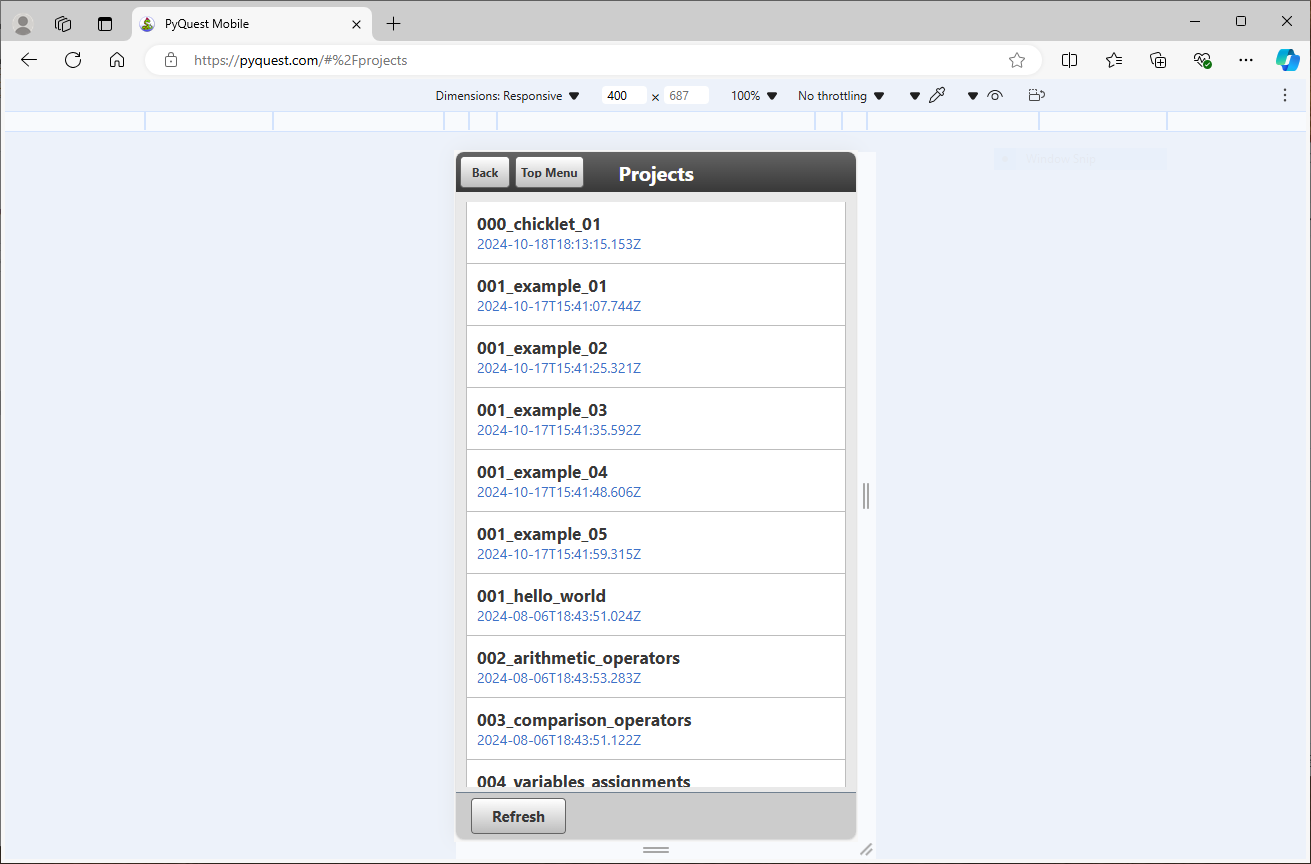 PyQuest Mobile
https://pyquest.com/#%2Fprojects
Dimensions: Responsive 400 × 687 100% No throttling
Back Top Menu Projects
000_chicklet_01
2024-10-18T18:13:15.153Z
001_example_01
2024-10-17T15:41:07.744Z
001_example_02
2024-10-17T15:41:25.321Z
001_example_03
2024-10-17T15:41:35.592Z
001_example_04
2024-10-17T15:41:48.606Z
001_example_05
2024-10-17T15:41:59.315Z
001_hello_world
2024-08-06T18:43:51.024Z
002_arithmetic_operators
2024-08-06T18:43:53.283Z
003_comparison_operators
2024-08-06T18:43:51.122Z
004_variables_assignments
Refresh